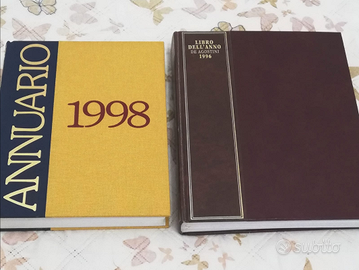 ANNUARIO
1998
LIBRO
DELL'ANNO
DE AGOSTINI
1996
subito